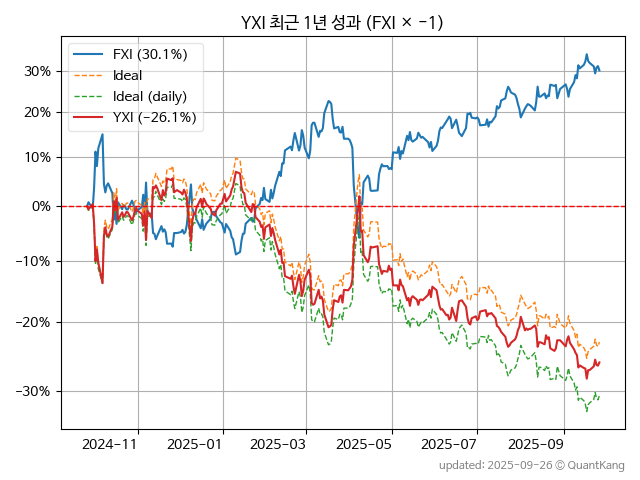 YXI 최근 1년 성과 (FXI × -1)
FXI (30.1%)
Ideal
Ideal (daily)
YXI (-26.1%)
30%
20%
10%
0%
-10%
-20%
-30%
2024-11 2025-01 2025-03 2025-05 2025-07 2025-09
updated: 2025-09-26 © QuantKang